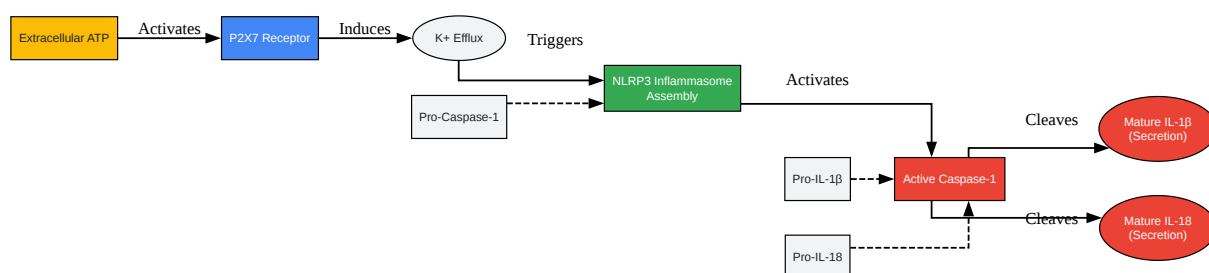 Extracellular ATP
Activates
P2X7 Receptor
Induces
K+ Efflux
Triggers
NLRP3 Inflammasome
Assembly
Pro-Caspase-1
Activates
Cleaves
Mature IL-1β
(Secretion)
Pro-IL-1β
Active Caspase-1
Cleaves
Mature IL-18
(Secretion)
Pro-IL-18